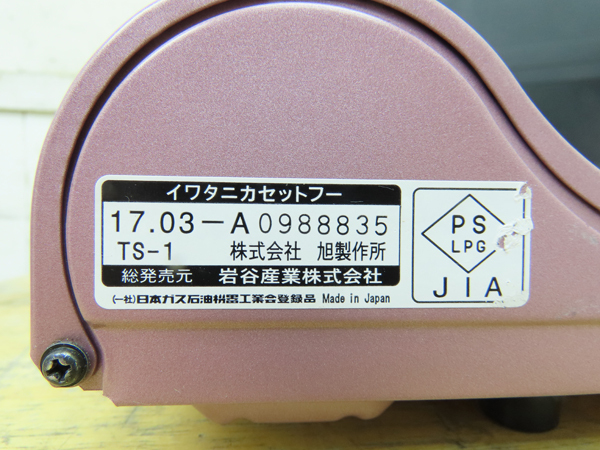 イワタニカセットフー
17.03－A0988835
TS-1 株式会社 旭製作所
総発売元 岩谷産業株式会社
(一社)日本ガス石油機器工業会登録品 Made in Japan
PS
LPG
JIA